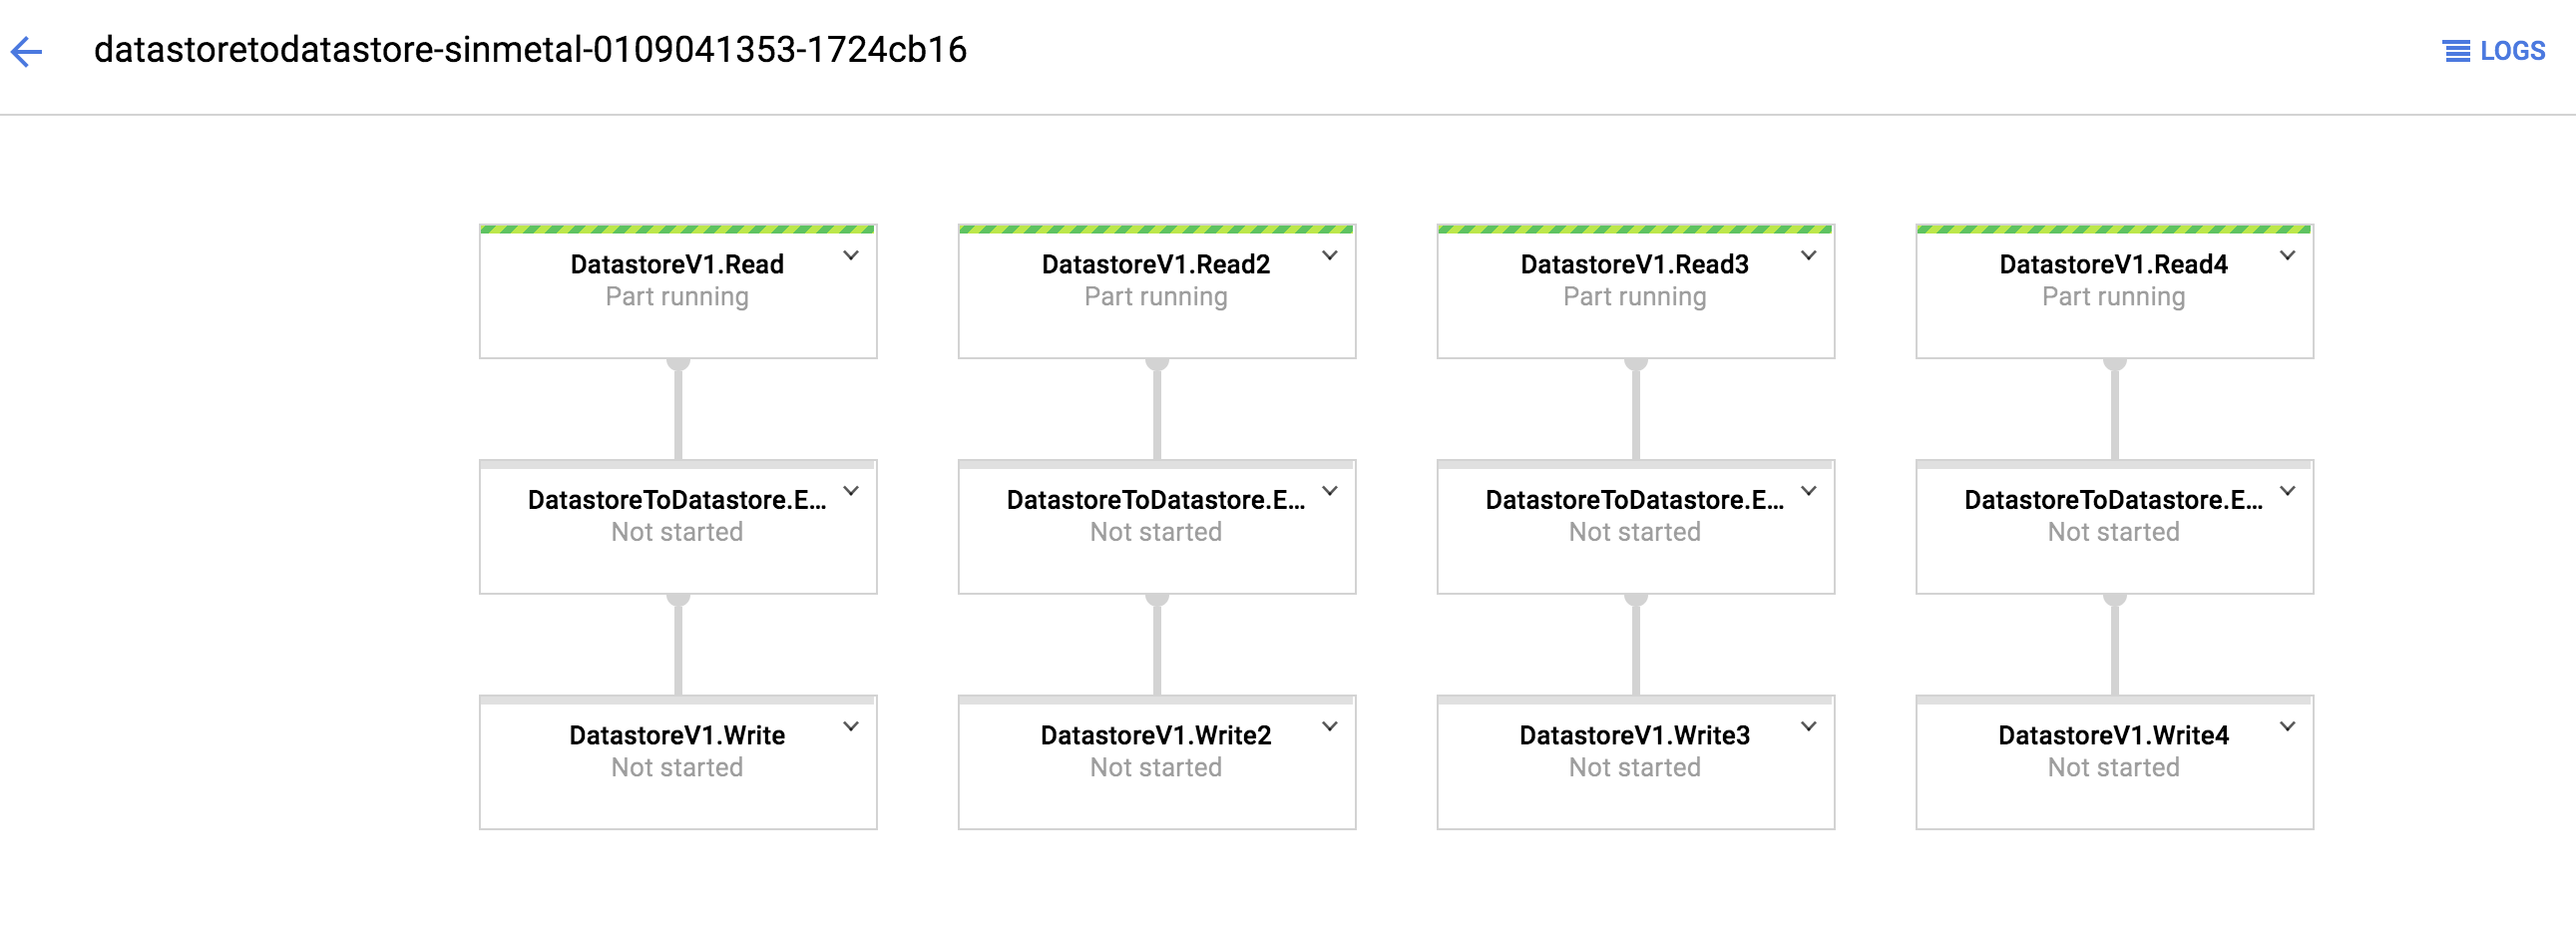 datastoretodatastore-sinmetal-0109041353-1724cb16
LOGS
DatastoreV1.Read
Part running
DatastoreV1.Read2
Part running
DatastoreV1.Read3
Part running
DatastoreV1.Read4
Part running
DatastoreToDatastore.E...
Not started
DatastoreToDatastore.E...
Not started
DatastoreToDatastore.E...
Not started
DatastoreToDatastore.E...
Not started
DatastoreV1.Write
Not started
DatastoreV1.Write2
Not started
DatastoreV1.Write3
Not started
DatastoreV1.Write4
Not started